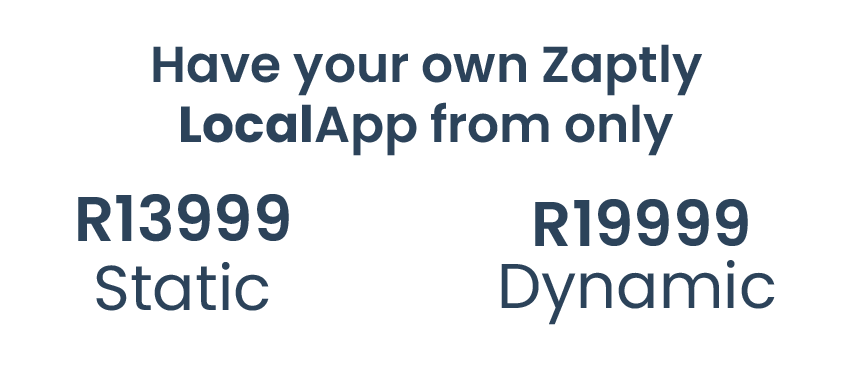 Have your own Zaptly
LocalApp from only
R13999
Static
R19999
Dynamic